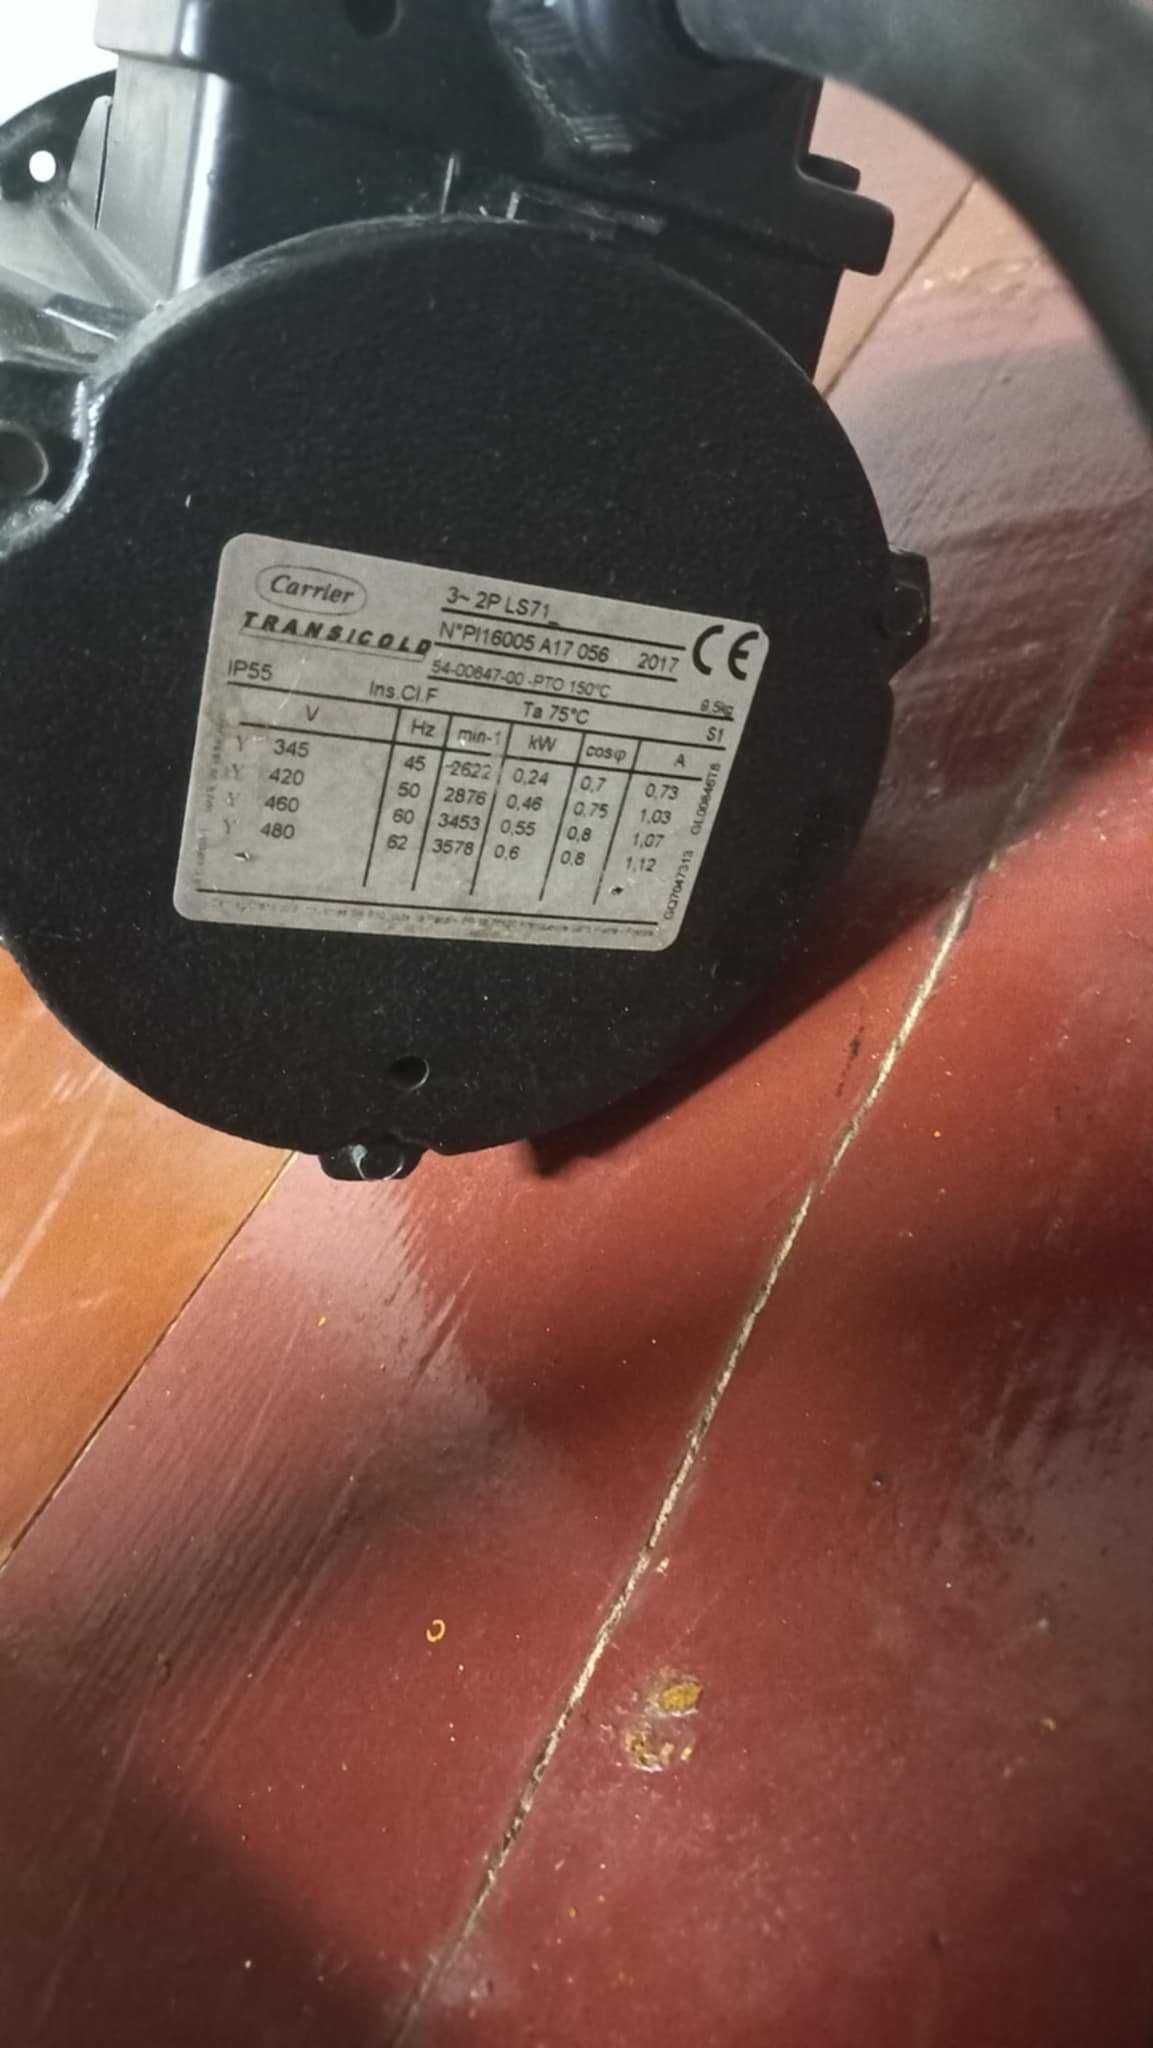 Carrier
TRANSICOLD
3~ 2P LS71_
N°PI16005 A17 056 2017
54-00647-00 -PTO 150°C 9,5kg
IP55 Ins.Cl.F Ta 75°C S1
V Hz min-1 kW cosφ A
Y 345 45 2622 0,24 0,7 0,73
Y 420 50 2876 0,46 0,75 1,03
Y 460 60 3453 0,55 0,8 1,07
Y 480 62 3578 0,6 0,8 1,12
CE
GQ7047313